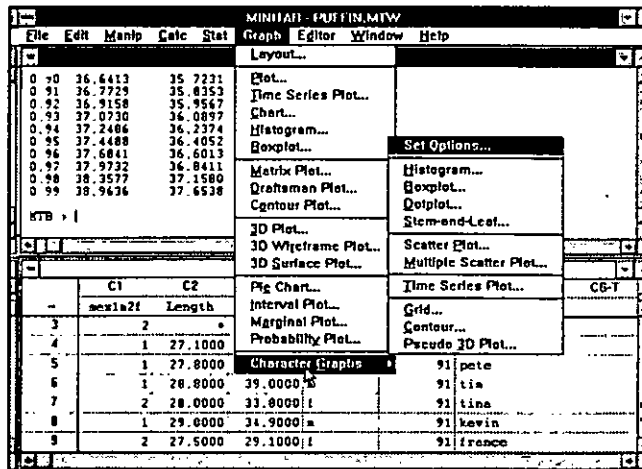 MINITAB - PUFFIN.MTW
File Edit Manip Calc Stat Graph Editor Window Help
0 90 36.6413 35.7231
0 91 36.7729 35.8353
0.92 36.9158 35.9567
0.93 37.0730 36.0897
0.94 37.2486 36.2374
0.95 37.4488 36.4052
0 96 37.6841 36.6013
0 97 37.9732 36.8411
0.98 38.3577 37.1580
0 99 38.9636 37.6538
MTB >
Layout...
Plot...
Time Series Plot...
Chart...
Histogram...
Boxplot...
Matrix Plot...
Draftsman Plot...
Contour Plot...
3D Plot...
3D Wireframe Plot...
3D Surface Plot...
Pie Chart...
Interval Plot...
Marginal Plot...
Probability Plot...
Character Graphs
Set Options...
Histogram...
Boxplot...
Dotplot...
Stem-and-Leaf...
Scatter Plot...
Multiple Scatter Plot...
Time Series Plot...
Grid...
Contour...
Pseudo 3D Plot...
C1 C2 C6-T
sex1m2f Length
3 2 *
4 1 27.1000
5 1 27.8000 91 pete
6 1 28.8000 39.0000 91 tia
7 2 28.0000 33.8000 f 91 tina
8 1 29.0000 34.9000 m 91 kevin
9 2 27.5000 29.1000 f 91 france